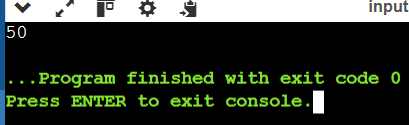 input
50
...Program finished with exit code 0
Press ENTER to exit console.